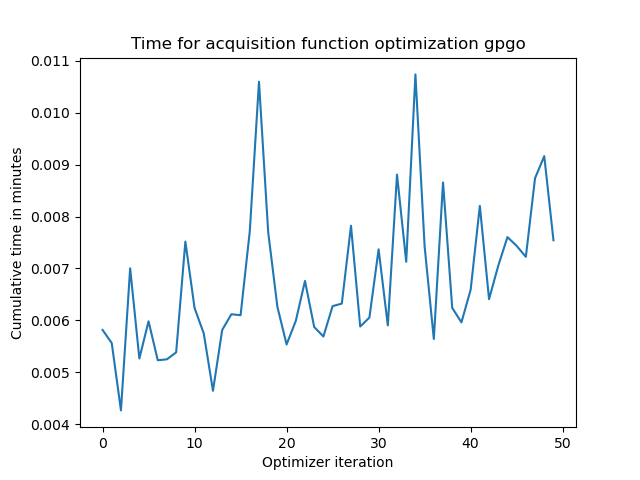 Time for acquisition function optimization gpgo
0.011
0.010
0.009
0.008
0.007
0.006
0.005
0.004
Cumulative time in minutes
0 10 20 30 40 50
Optimizer iteration